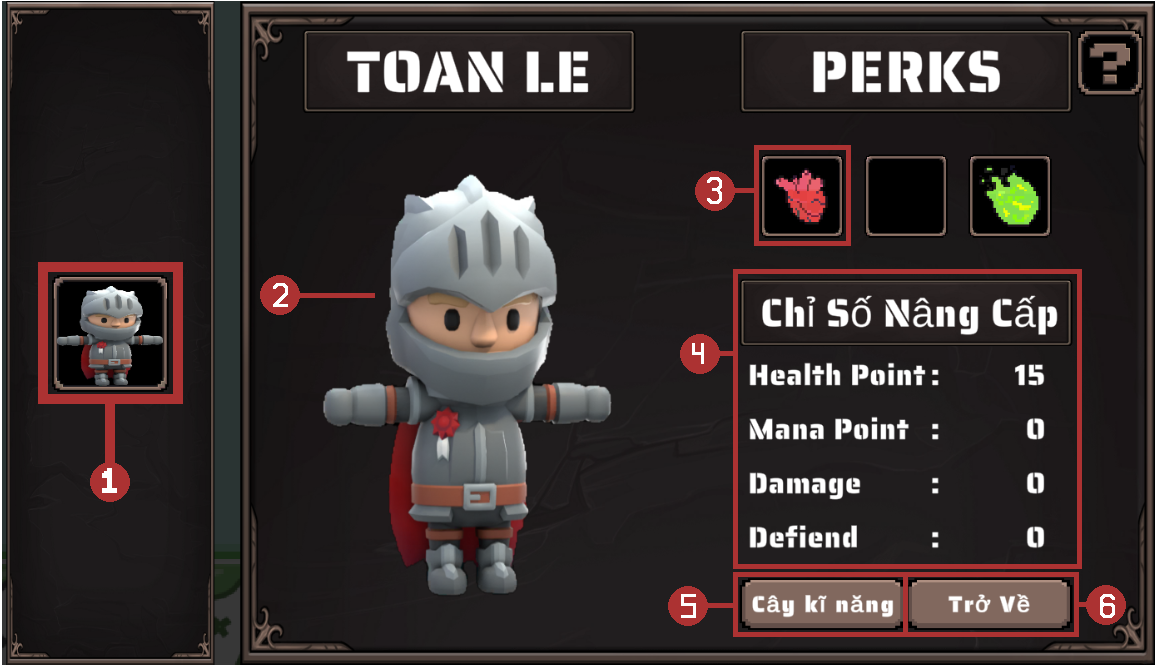 TOAN LE
PERKS
?
3
2
Chỉ Số Nâng Cấp
4
Health Point: 15
Mana Point : 0
1
Damage : 0
Defiend : 0
5
Cây kĩ năng
Trở Về
6